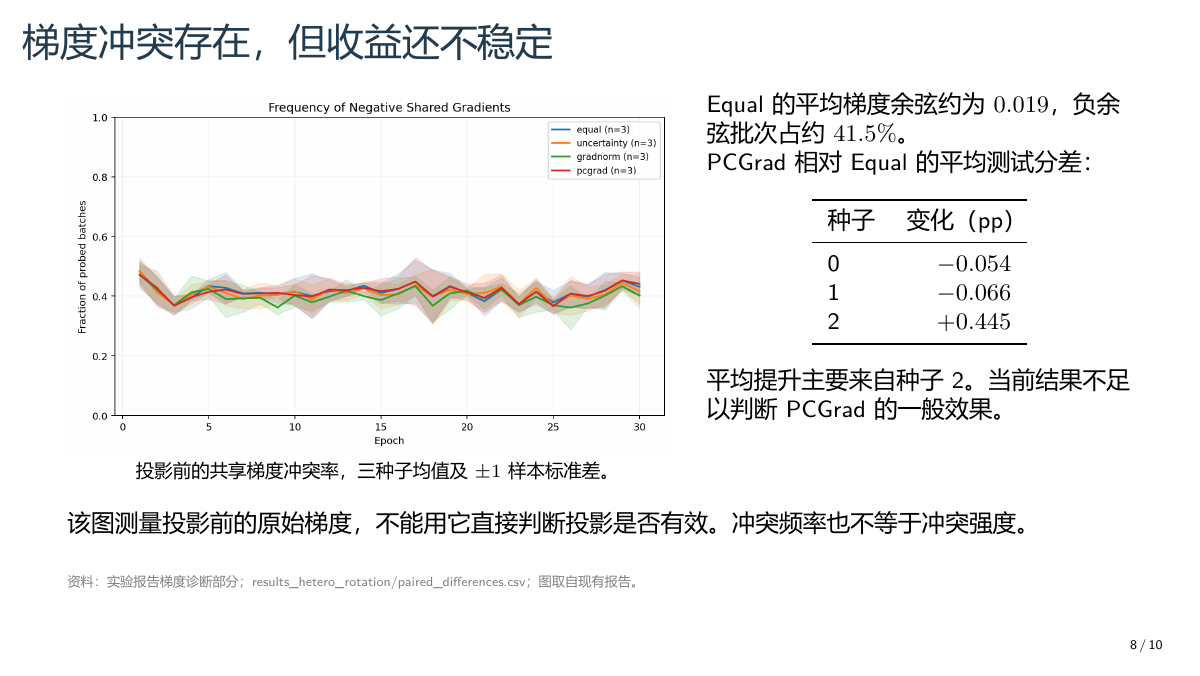 梯度冲突存在，但收益还不稳定
Frequency of Negative Shared Gradients
1.0
0.8
0.6
0.4
0.2
0.0
Fraction of probed batches
equal (n=3)
uncertainty (n=3)
gradnorm (n=3)
pcgrad (n=3)
0 5 10 15 20 25 30
Epoch
投影前的共享梯度冲突率，三种子均值及 ±1 样本标准差。
Equal 的平均梯度余弦约为 0.019，负余
弦批次占约 41.5%。
PCGrad 相对 Equal 的平均测试分差：
种子 变化（pp）
0 −0.054
1 −0.066
2 +0.445
平均提升主要来自种子 2。当前结果不足
以判断 PCGrad 的一般效果。
该图测量投影前的原始梯度，不能用它直接判断投影是否有效。冲突频率也不等于冲突强度。
资料：实验报告梯度诊断部分；results_hetero_rotation/paired_differences.csv；图取自现有报告。
8 / 10